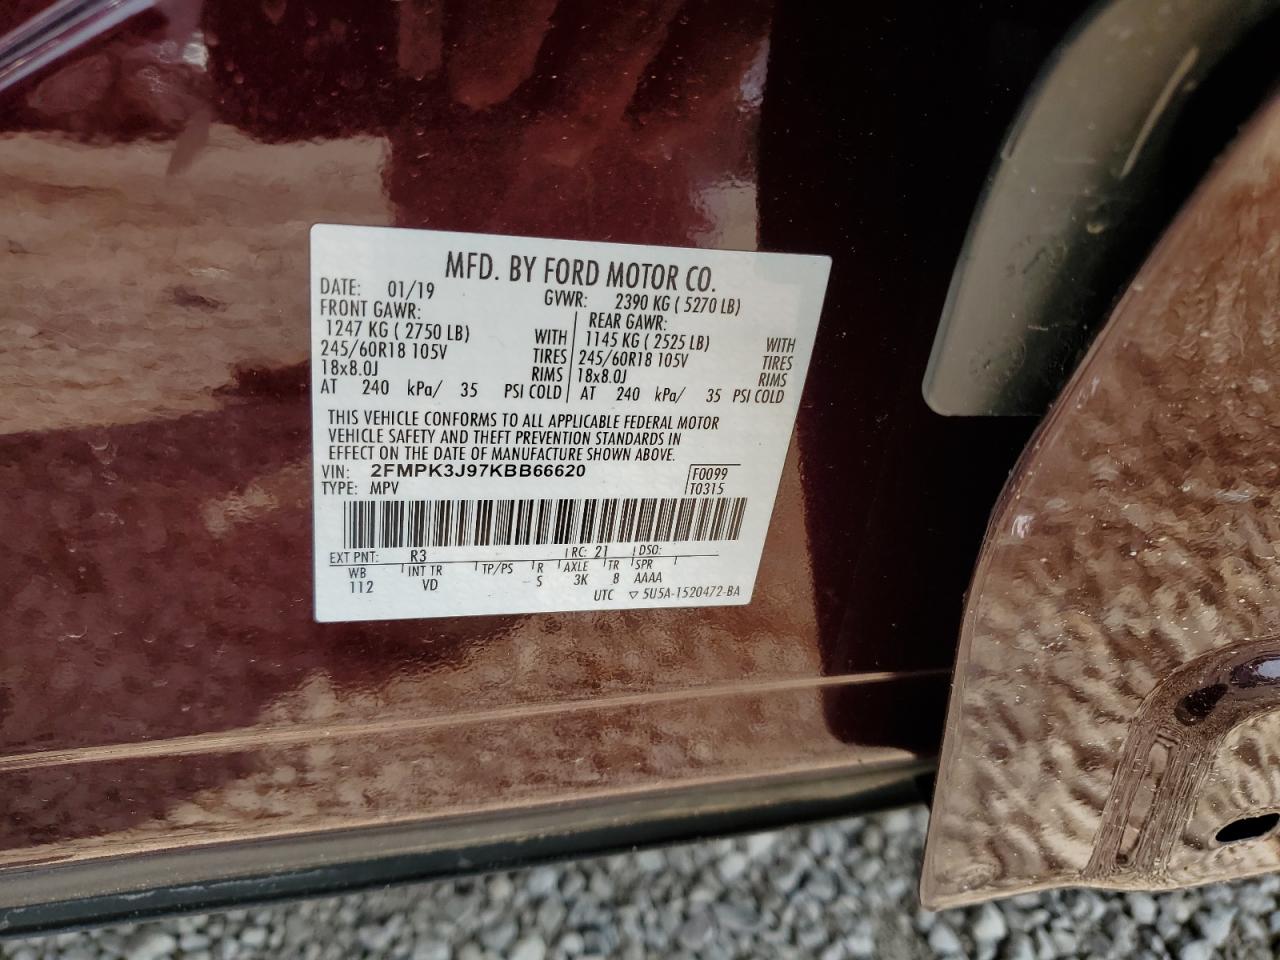 MFD. BY FORD MOTOR CO.
DATE: 01/19 GVWR: 2390 KG ( 5270 LB)
FRONT GAWR: REAR GAWR:
1247 KG ( 2750 LB) WITH 1145 KG ( 2525 LB) WITH
245/60R18 105V TIRES 245/60R18 105V TIRES
18x8.0J RIMS 18x8.0J RIMS
AT 240 kPa/ 35 PSI COLD AT 240 kPa/ 35 PSI COLD
THIS VEHICLE CONFORMS TO ALL APPLICABLE FEDERAL MOTOR
VEHICLE SAFETY AND THEFT PREVENTION STANDARDS IN
EFFECT ON THE DATE OF MANUFACTURE SHOWN ABOVE.
VIN: 2FMPK3J97KBB66620 F0099
TYPE: MPV T0315
EXT PNT: R3 RC: 21 DSO:
WB INT TR TP/PS R AXLE TR SPR
112 VD - S 3K 8 AAAA
UTC ▽ 5U5A-1520472-BA